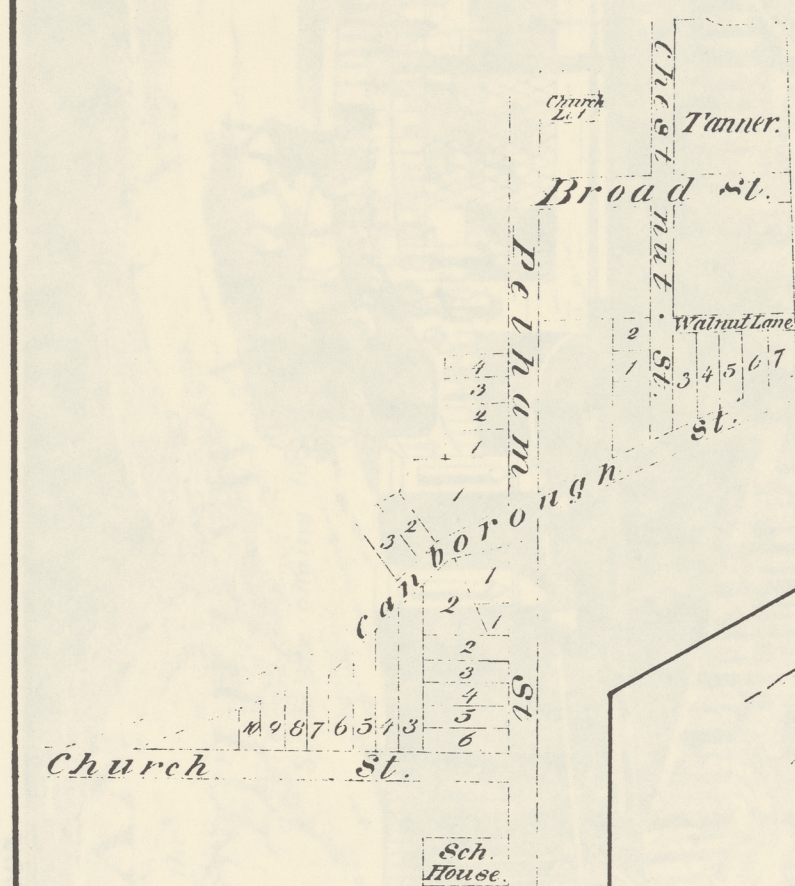 Church
Lot
Chestnut. St.
Tanner.
Broad St.
Pelham St
Walnut Lane
2
1
3 4 5 6 7
4
3
2
1
1
3 2
Canborough St.
1
2
1
2
3
4
5
6
10 9 8 7 6 5 4 3
Church St.
Sch.
House.